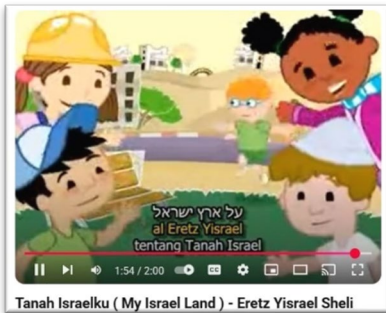 על ארץ ישראל
al Eretz Yisrael
tentang Tanah Israel
1:54 / 2:00
CC
Tanah Israelku ( My Israel Land ) - Eretz Yisrael Sheli